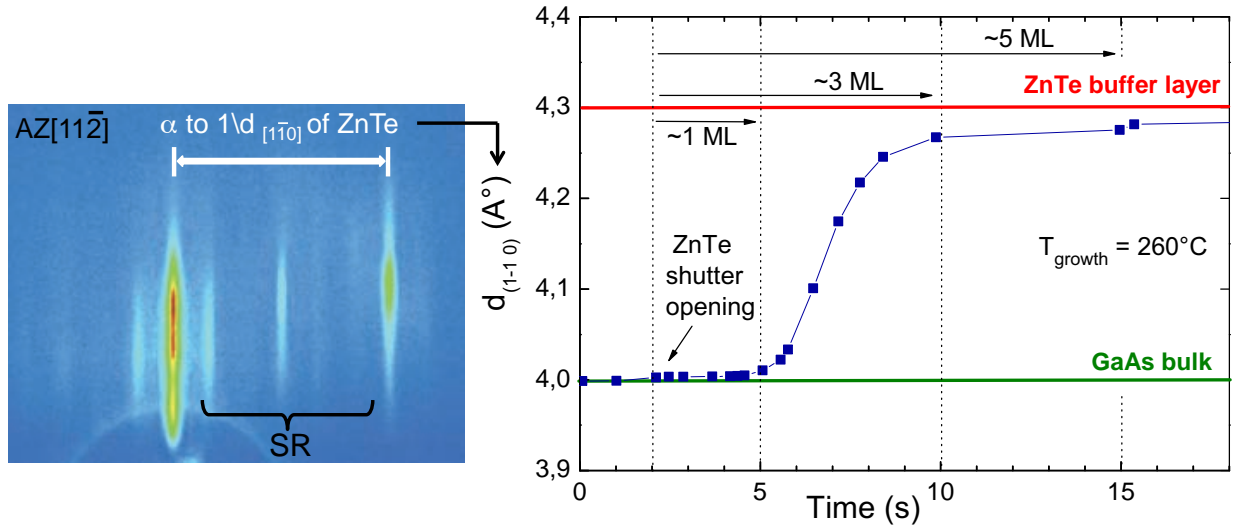 AZ[112̄]
α to 1\d [11̄0] of ZnTe
SR
d(1-1 0) (A°)
4,4
4,3
4,2
4,1
4,0
3,9
~5 ML
ZnTe buffer layer
~3 ML
~1 ML
ZnTe
shutter
opening
Tgrowth = 260°C
GaAs bulk
0
5
10
15
Time (s)